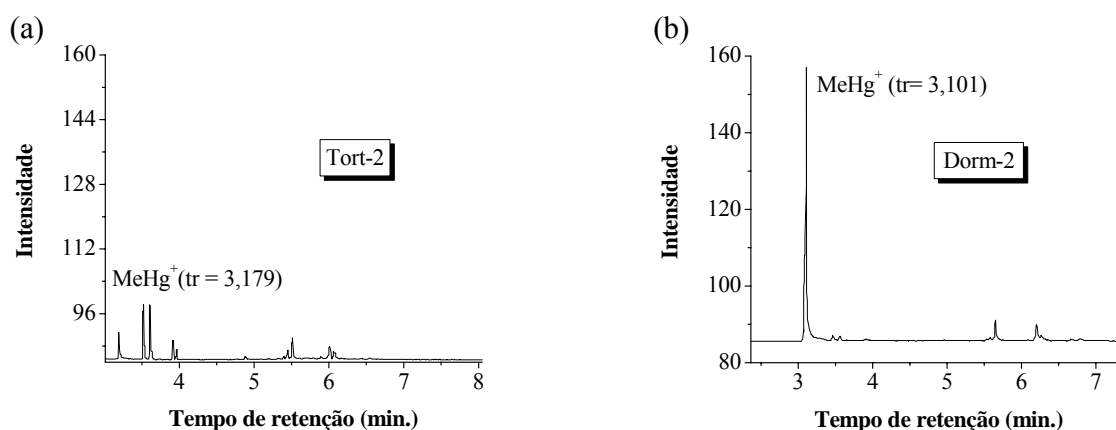 (a)
160
144
128
112
96
Intensidade
Tort-2
MeHg⁺(tr = 3,179)
4 5 6 7 8
Tempo de retenção (min.)
(b)
160
140
160
100
80
Intensidade
MeHg⁺ (tr= 3,101)
Dorm-2
3 4 5 6 7
Tempo de retenção (min.)